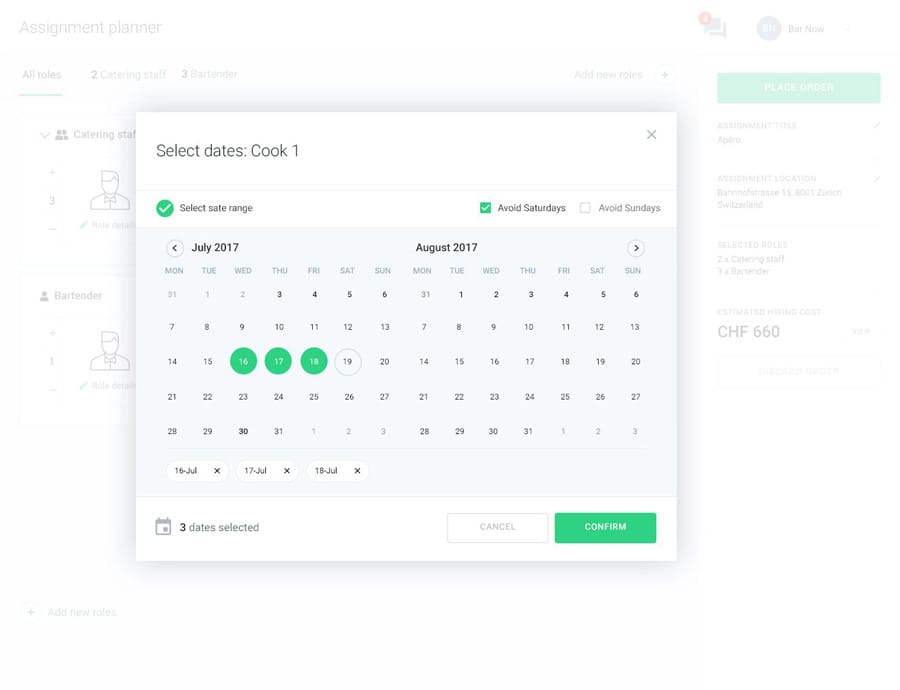 Assignment planner
3
BN
Bar Now
All roles
2 Catering staff
3 Bartender
Add new roles +
PLACE ORDER
ASSIGNMENT TITLE
Apéro
ASSIGNMENT LOCATION
Bahnhofstrasse 15, 8001 Zürich
Switzerland
SELECTED ROLES
2 x Catering staff
3 x Bartender
ESTIMATED HIRING COST
CHF 660
VIEW
DISCARD ORDER
Catering staf
+
3
–
Role details
Bartender
+
1
–
Role details
+ Add new roles
Select dates: Cook 1
Select sate range
Avoid Saturdays
Avoid Sundays
July 2017
MON TUE WED THU FRI SAT SUN
31 1 2 3 4 5 6
7 8 9 10 11 12 13
14 15 16 17 18 19 20
21 22 23 24 25 26 27
28 29 30 31 1 2 3
August 2017
MON TUE WED THU FRI SAT SUN
31 1 2 3 4 5 6
7 8 9 10 11 12 13
14 15 16 17 18 19 20
21 22 23 24 25 26 27
28 29 30 31 1 2 3
16-Jul
17-Jul
18-Jul
3 dates selected
CANCEL
CONFIRM